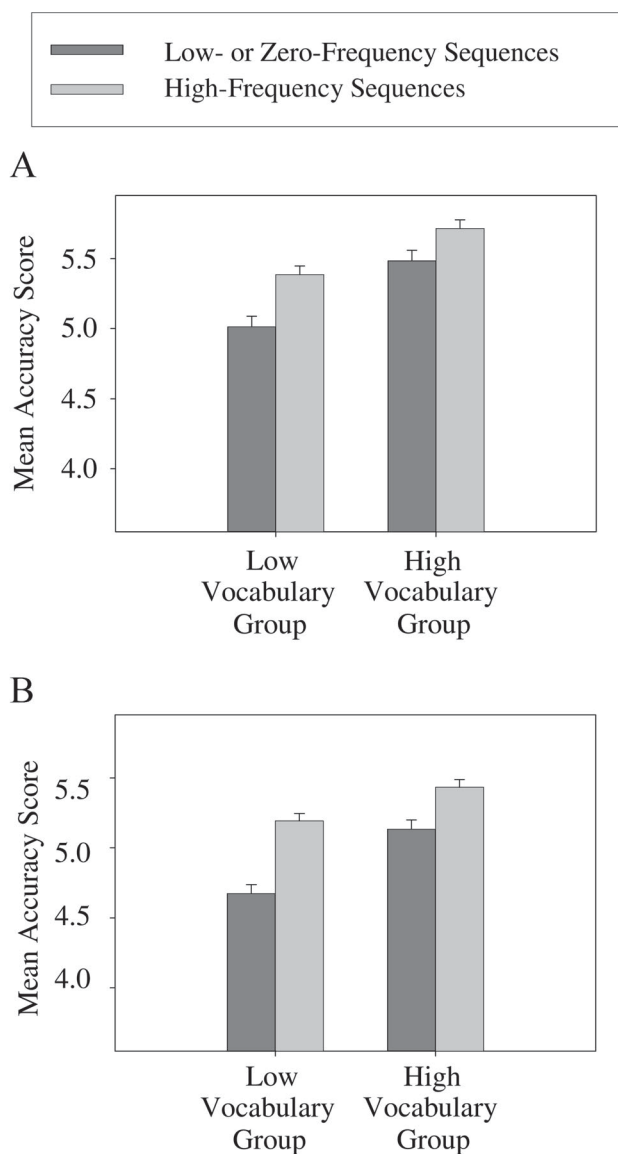 Low- or Zero-Frequency Sequences
High-Frequency Sequences
A
Mean Accuracy Score
5.5
5.0
4.5
4.0
Low
Vocabulary
Group
High
Vocabulary
Group
B
Mean Accuracy Score
5.5
5.0
4.5
4.0
Low
Vocabulary
Group
High
Vocabulary
Group